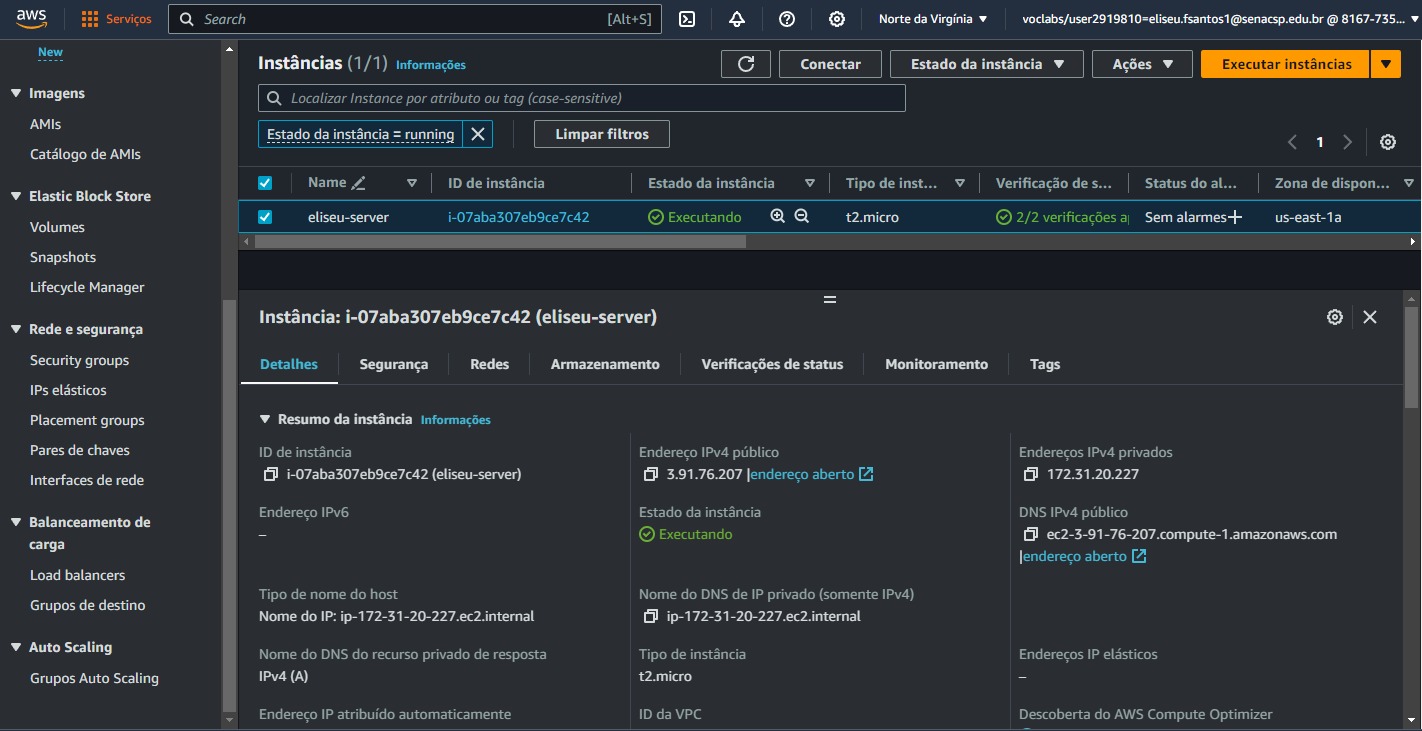 aws Serviços Search [Alt+S] Norte da Virgínia voclabs/user2919810=eliseu.fsantos1@senacsp.edu.br @ 8167-735...
New
Imagens
AMIs
Catálogo de AMIs
Elastic Block Store
Volumes
Snapshots
Lifecycle Manager
Rede e segurança
Security groups
IPs elásticos
Placement groups
Pares de chaves
Interfaces de rede
Balanceamento de
carga
Load balancers
Grupos de destino
Auto Scaling
Grupos Auto Scaling
Instâncias (1/1) Informações Conectar Estado da instância Ações Executar instâncias
Localizar Instance por atributo ou tag (case-sensitive)
Estado da instância = running Limpar filtros
1
Name ID de instância Estado da instância Tipo de inst... Verificação de s... Status do al... Zona de dispon...
eliseu-server i-07aba307eb9ce7c42 Executando t2.micro 2/2 verificações a Sem alarmes us-east-1a
Instância: i-07aba307eb9ce7c42 (eliseu-server)
Detalhes Segurança Redes Armazenamento Verificações de status Monitoramento Tags
Resumo da instância Informações
ID de instância Endereço IPv4 público Endereços IPv4 privados
i-07aba307eb9ce7c42 (eliseu-server) 3.91.76.207 |endereço aberto 172.31.20.227
Endereço IPv6 Estado da instância DNS IPv4 público
– Executando ec2-3-91-76-207.compute-1.amazonaws.com
|endereço aberto
Tipo de nome do host Nome do DNS de IP privado (somente IPv4)
Nome do IP: ip-172-31-20-227.ec2.internal ip-172-31-20-227.ec2.internal
Nome do DNS do recurso privado de resposta Tipo de instância Endereços IP elásticos
IPv4 (A) t2.micro –
Endereço IP atribuído automaticamente ID da VPC Descoberta do AWS Compute Optimizer